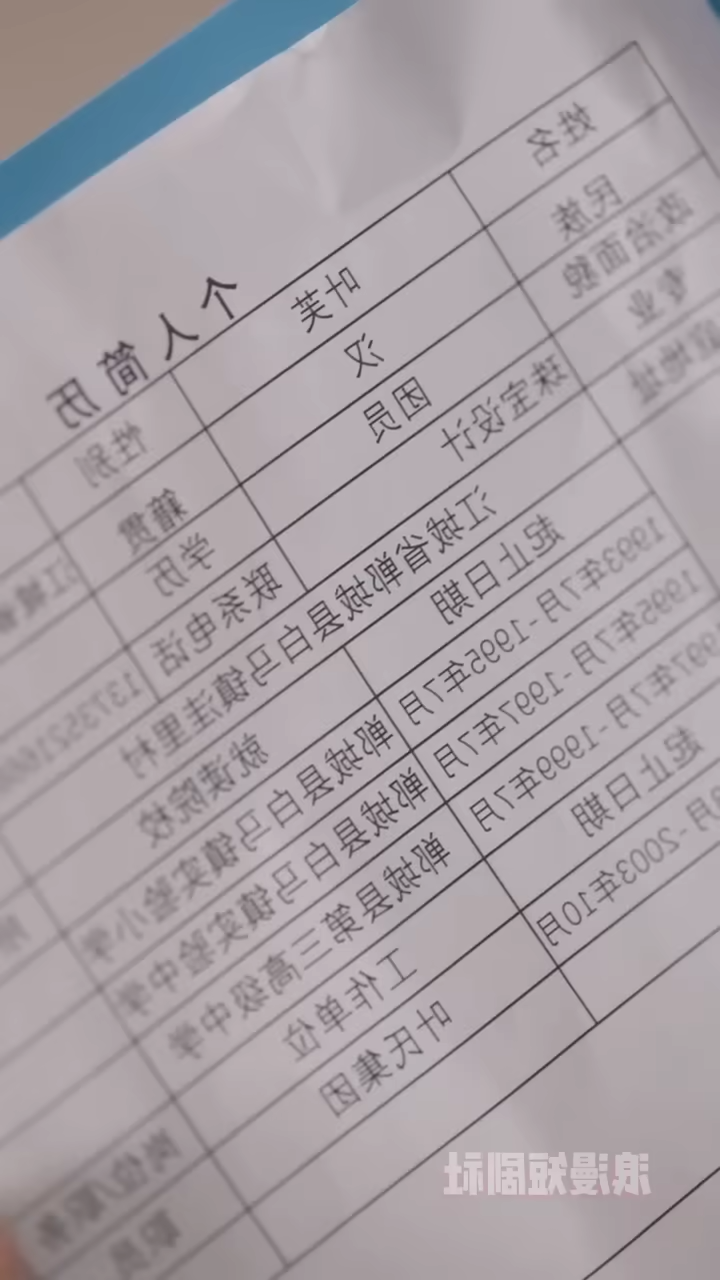 个人简历
姓名 叶芙 性别
民族 汉 籍贯
政治面貌 团员 学历
专业 珠宝设计 联系电话
地址 江城省郸城县白马镇洼里村
起止日期 就读院校
1993年7月-1995年7月 郸城县白马镇实验小学
1995年7月-1997年7月 郸城县白马镇实验中学
1997年7月-1999年7月 郸城县第三高级中学
起止日期 工作单位 岗位/职务
月-2003年10月 叶氏集团 职员